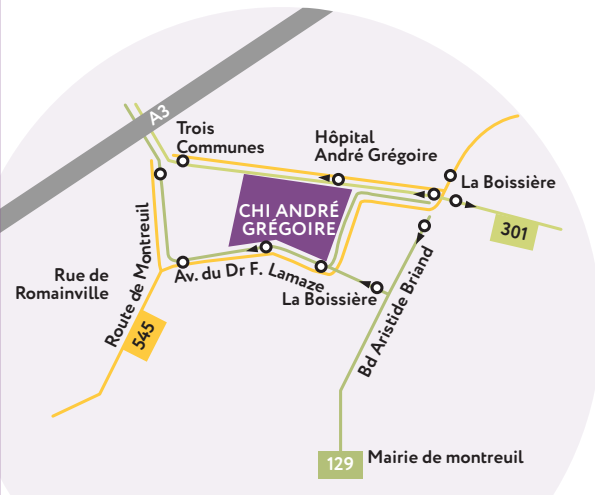 A3
Trois
Communes
Hôpital
André Grégoire
La Boissière
301
CHI ANDRÉ
GRÉGOIRE
Route de Montreuil
Av. du Dr F. Lamaze
Rue de
Romainville
La Boissière
Bd Aristide Briand
545
129
Mairie de montreuil